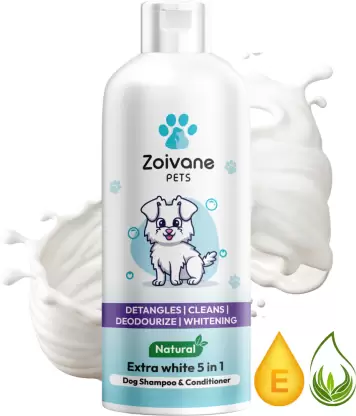 Zoivane
PETS
DETANGLES | CLEANS |
DEODOURIZE | WHITENING
Natural
Extra white 5 in 1
Dog Shampoo & Conditioner
E